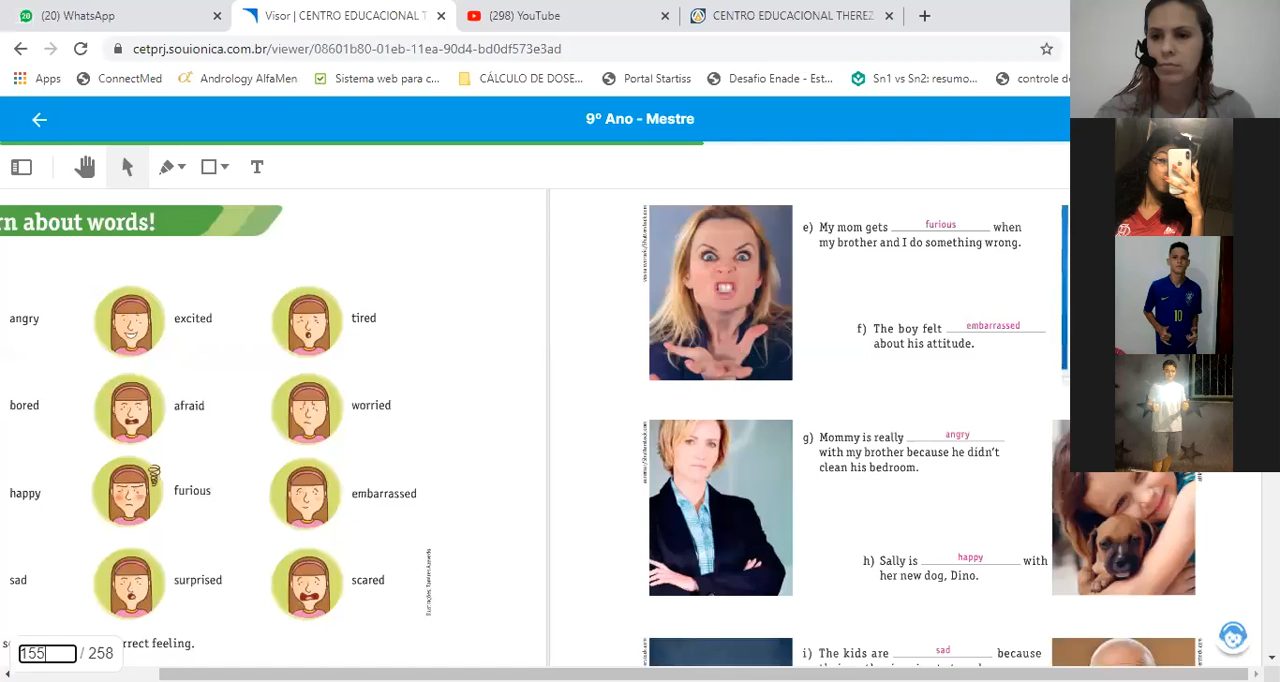 (20) WhatsApp
Visor | CENTRO EDUCACIONAL T
(298) YouTube
CENTRO EDUCACIONAL THEREZ
cetprj.souionica.com.br/viewer/08601b80-01eb-11ea-90d4-bd0df573e3ad
Apps
ConnectMed
Andrology AlfaMen
Sistema web para c...
CÁLCULO DE DOSE...
Portal Startiss
Desafio Enade - Est...
Sn1 vs Sn2: resumo...
controle d
9º Ano - Mestre
rn about words!
angry
excited
tired
bored
afraid
worried
happy
furious
embarrassed
sad
surprised
scared
rrect feeling.
155 / 258
e) My mom gets furious when
my brother and I do something wrong.
f) The boy felt embarrassed
about his attitude.
g) Mommy is really angry
with my brother because he didn't
clean his bedroom.
h) Sally is happy with
her new dog, Dino.
i) The kids are sad because
10